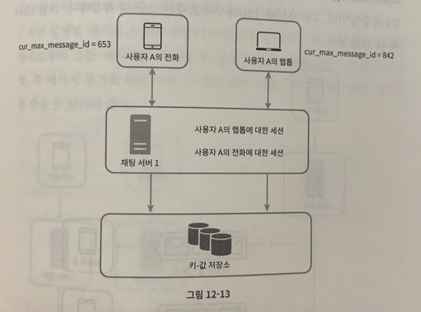 cur_max_message_id = 653
사용자 A의 전화
사용자 A의 랩톱
cur_max_message_id = 842
사용자 A의 랩톱에 대한 세션
사용자 A의 전화에 대한 세션
채팅 서버 1
키-값 저장소
그림 12-13